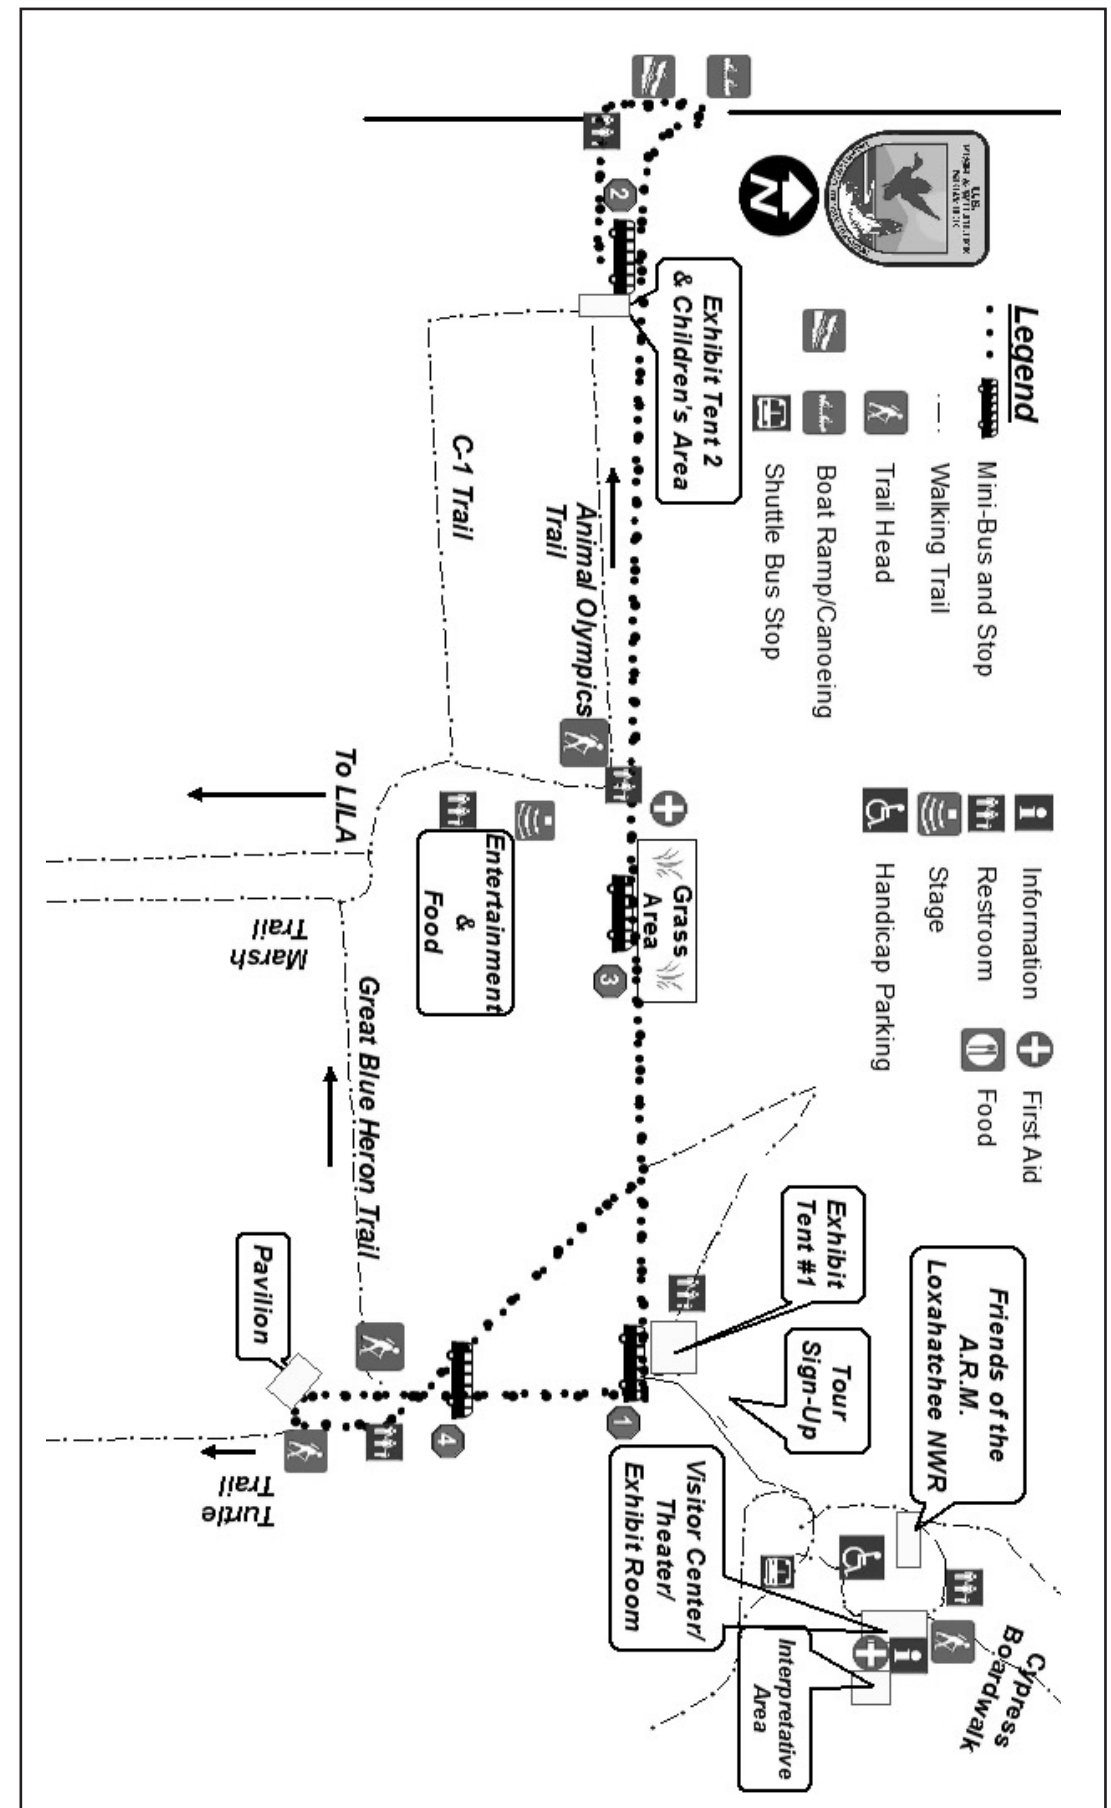 U.S.
FISH & WILDLIFE
SERVICE
N
Legend
Mini-Bus and Stop
Walking Trail
Trail Head
Boat Ramp/Canoeing
Shuttle Bus Stop
Information
Restroom
Stage
Handicap Parking
First Aid
Food
2
Exhibit Tent 2
& Children's Area
C-1 Trail
Animal Olympics
Trail
To LILA
Marsh
Trail
Entertainment
&
Food
Grass
Area
3
Great Blue Heron Trail
Pavilion
Exhibit
Tent #1
Tour
Sign-Up
1
4
Turtle
Trail
Friends of the
A.R.M.
Loxahatchee NWR
Visitor Center/
Theater/
Exhibit Room
Interpretative
Area
Cypress
Boardwalk